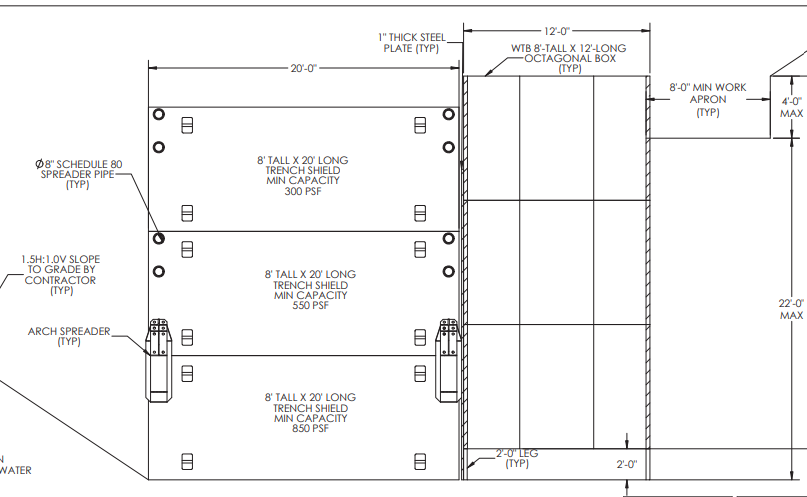 12'-0"
1" THICK STEEL
PLATE (TYP)
WTB 8'-TALL X 12'-LONG
OCTAGONAL BOX
(TYP)
20'-0"
8'-0" MIN WORK
APRON
(TYP)
4'-0"
MAX
Ø8" SCHEDULE 80
SPREADER PIPE
(TYP)
8' TALL X 20' LONG
TRENCH SHIELD
MIN CAPACITY
300 PSF
1.5H:1.0V SLOPE
TO GRADE BY
CONTRACTOR
(TYP)
8' TALL X 20' LONG
TRENCH SHIELD
MIN CAPACITY
550 PSF
22'-0"
MAX
ARCH SPREADER
(TYP)
8' TALL X 20' LONG
TRENCH SHIELD
MIN CAPACITY
850 PSF
2'-0" LEG
(TYP)
2'-0"
N
WATER